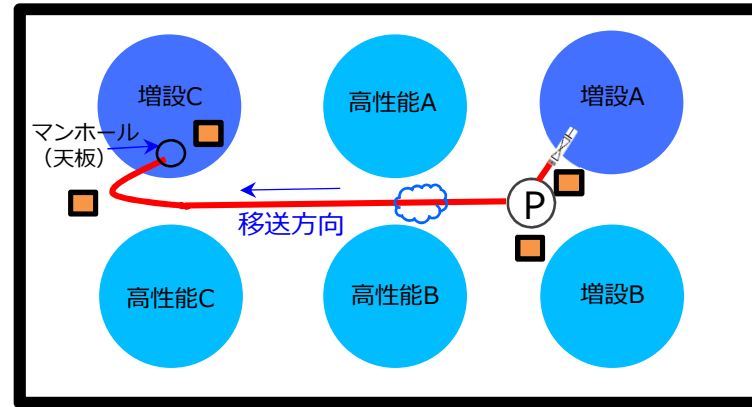 増設C
高性能A
増設A
マンホール
（天板）
P
移送方向
高性能C
高性能B
増設B